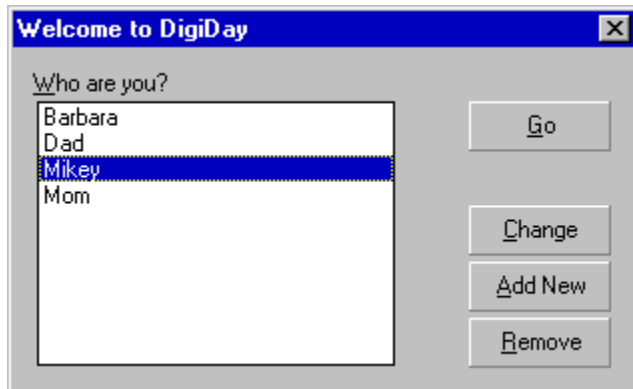 Welcome to DigiDay
Who are you?
Barbara
Dad
Mikey
Mom
Go
Change
Add New
Remove